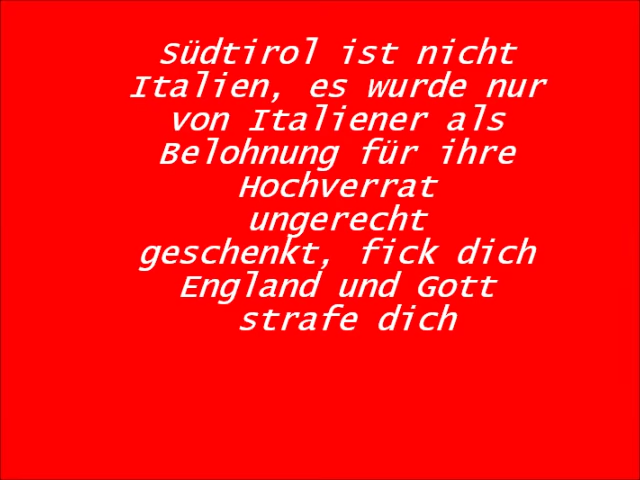 Südtirol ist nicht
Italien, es wurde nur
von Italiener als
Belohnung für ihre
Hochverrat
ungerecht
geschenkt, fick dich
England und Gott
strafe dich